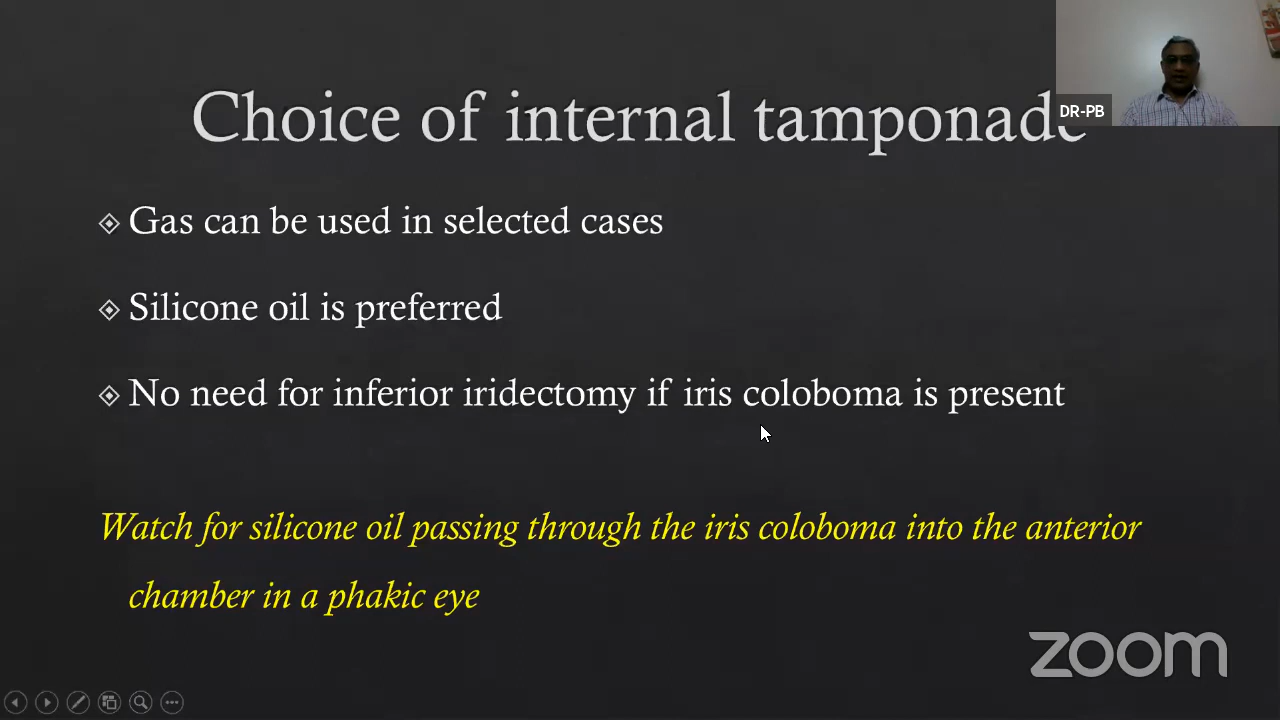 Choice of internal tamponade
DR-PB
Gas can be used in selected cases
Silicone oil is preferred
No need for inferior iridectomy if iris coloboma is present
Watch for silicone oil passing through the iris coloboma into the anterior
chamber in a phakic eye
zoom